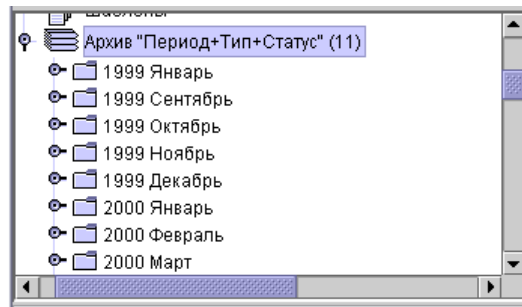 Шаблоны
Архив "Период+Тип+Статус" (11)
1999 Январь
1999 Сентябрь
1999 Октябрь
1999 Ноябрь
1999 Декабрь
2000 Январь
2000 Февраль
2000 Март